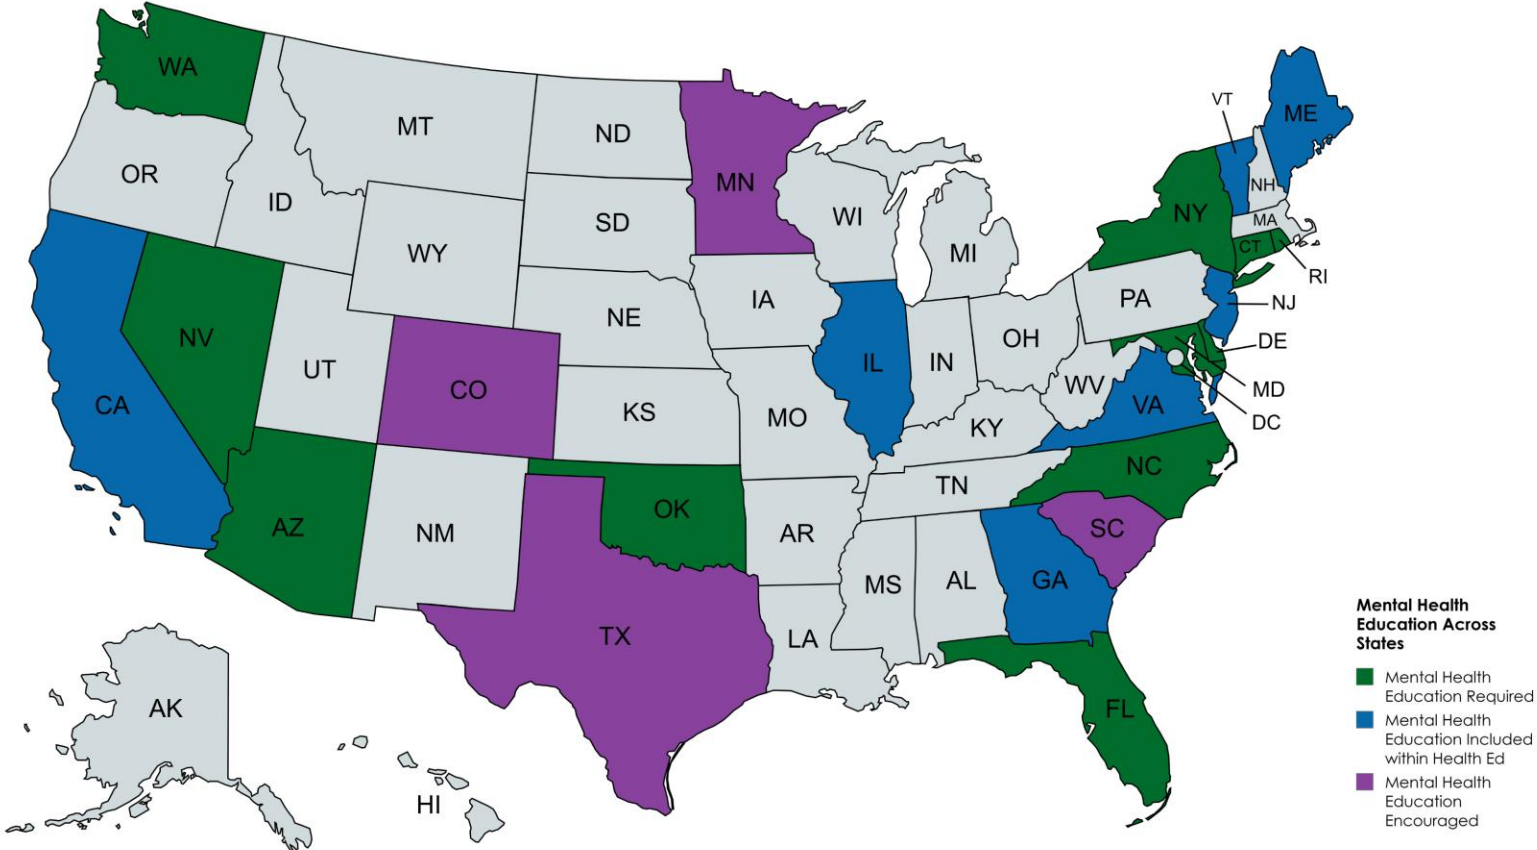 WA
OR
ID
MT
ND
MN
WY
SD
WI
MI
VT
ME
NH
NY
MA
CT
RI
CA
NV
UT
CO
NE
IA
IL
IN
OH
PA
NJ
DE
MD
DC
WV
VA
KS
MO
KY
NC
TN
AZ
NM
OK
AR
SC
TX
LA
MS
AL
GA
FL
AK
HI
Mental Health
Education Across
States
Mental Health
Education Required
Mental Health
Education Included
within Health Ed
Mental Health
Education
Encouraged